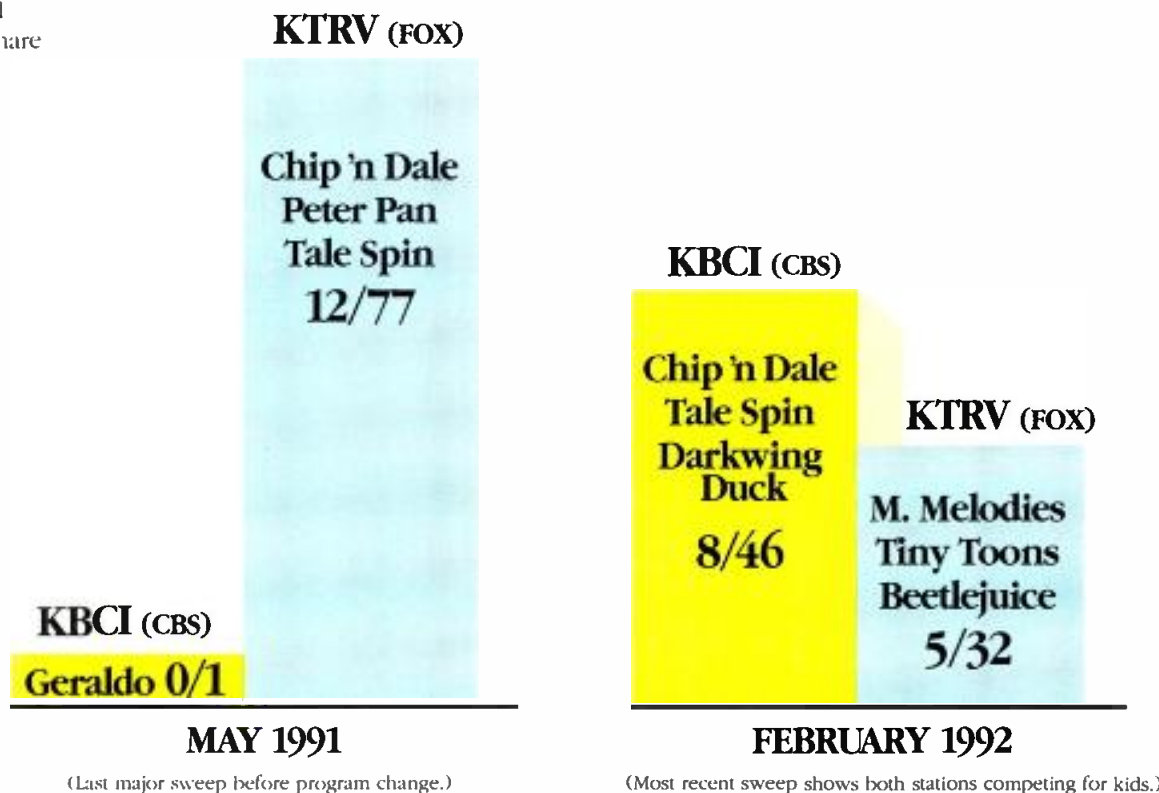 KTRV (FOX)
Chip 'n Dale
Peter Pan
Tale Spin
12/77
KBCI (CBS)
Geraldo 0/1
MAY 1991
(Last major sweep before program change.)
KBCI (CBS)
Chip 'n Dale
Tale Spin
Darkwing
Duck
8/46
KTRV (FOX)
M. Melodies
Tiny Toons
Beetlejuice
5/32
FEBRUARY 1992
(Most recent sweep shows both stations competing for kids.)